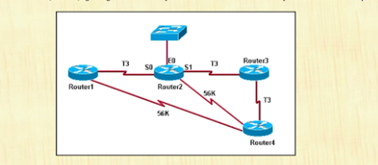 T3
S0
E0
S1
T3
Router3
Router1
Router2
56K
T3
56K
Router4